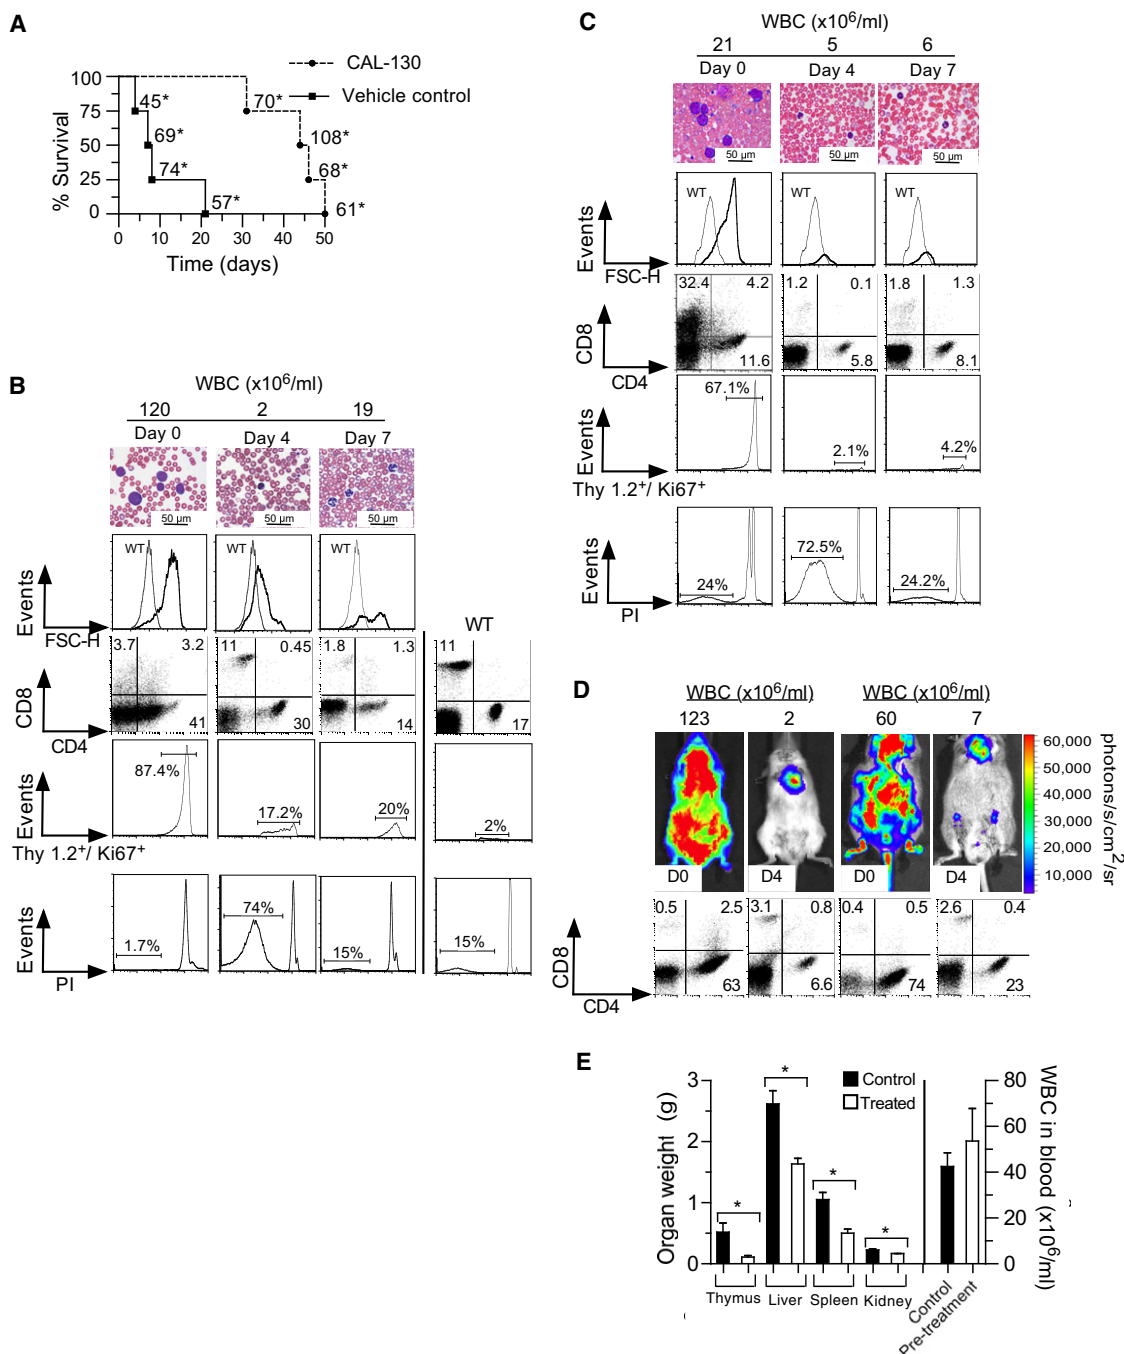 A
CAL-130
Vehicle control
% Survival
100
75
50
25
0
45*
69*
74*
57*
70*
108*
68*
61*
0 10 20 30 40 50
Time (days)
B
WBC (x10⁶/ml)
120 2 19
Day 0 Day 4 Day 7
50 µm 50 µm 50 µm
WT WT WT
Events
FSC-H
WT
3.7 3.2 11 0.45 1.8 1.3 11
41 30 14 17
CD8
CD4
87.4% 17.2% 20% 2%
Events
Thy 1.2⁺/ Ki67⁺
1.7% 74% 15% 15%
Events
PI
C
WBC (x10⁶/ml)
21 5 6
Day 0 Day 4 Day 7
50 µm 50 µm 50 µm
WT WT WT
Events
FSC-H
32.4 4.2 1.2 0.1 1.8 1.3
11.6 5.8 8.1
CD8
CD4
67.1% 2.1% 4.2%
Events
Thy 1.2⁺/ Ki67⁺
24% 72.5% 24.2%
Events
PI
D
WBC (x10⁶/ml) WBC (x10⁶/ml)
123 2 60 7
D0 D4 D0 D4
60,000
50,000
40,000
30,000
20,000
10,000
photons/s/cm²/sr
0.5 2.5 3.1 0.8 0.4 0.5 2.6 0.4
63 6.6 74 23
CD8
CD4
E
Control
Treated
Organ weight (g)
3
2
1
0
* * * *
Thymus Liver Spleen Kidney
Control
Pre-treatment
80
60
40
20
0
WBC in blood (x10⁶/ml)